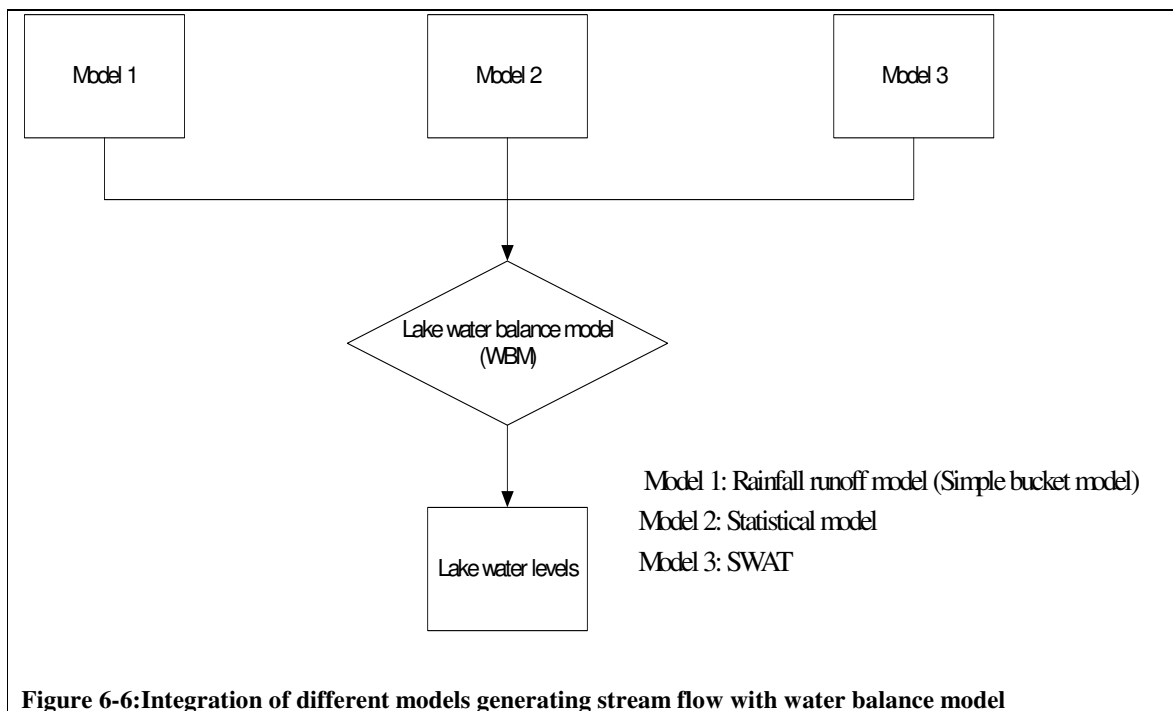 Model 1
Model 2
Model 3
Lake water balance model
(WBM)
Lake water levels
Model 1: Rainfall runoff model (Simple bucket model)
Model 2: Statistical model
Model 3: SWAT
Figure 6-6:Integration of different models generating stream flow with water balance model